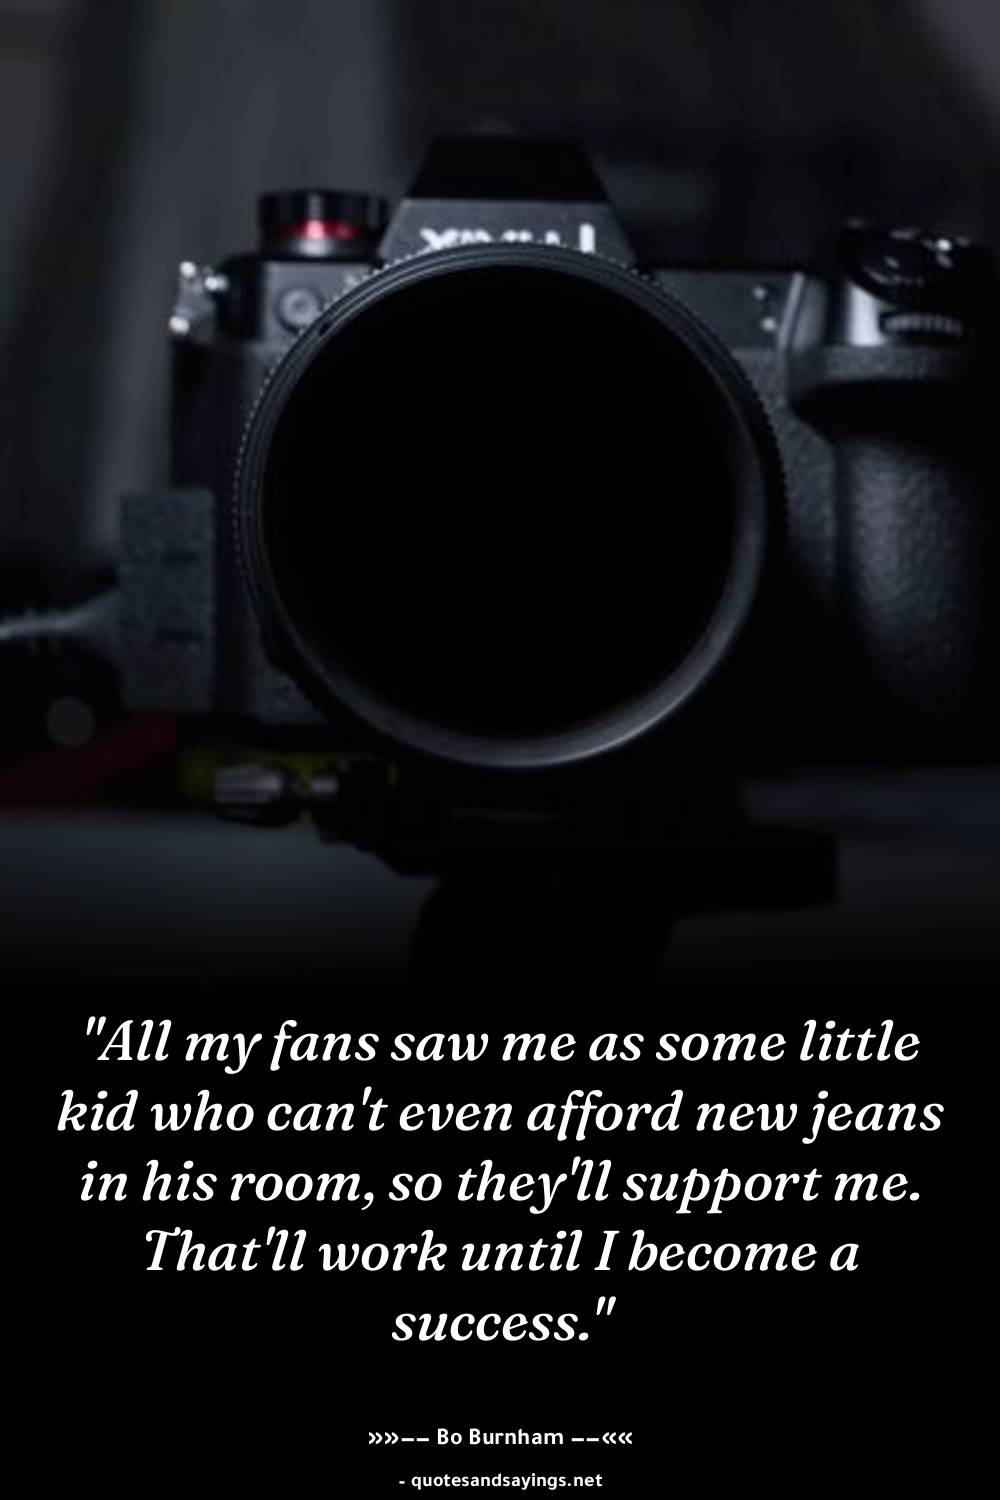 "All my fans saw me as some little
kid who can't even afford new jeans
in his room, so they'll support me.
That'll work until I become a
success."
»»−− Bo Burnham −−««
- quotesandsayings.net